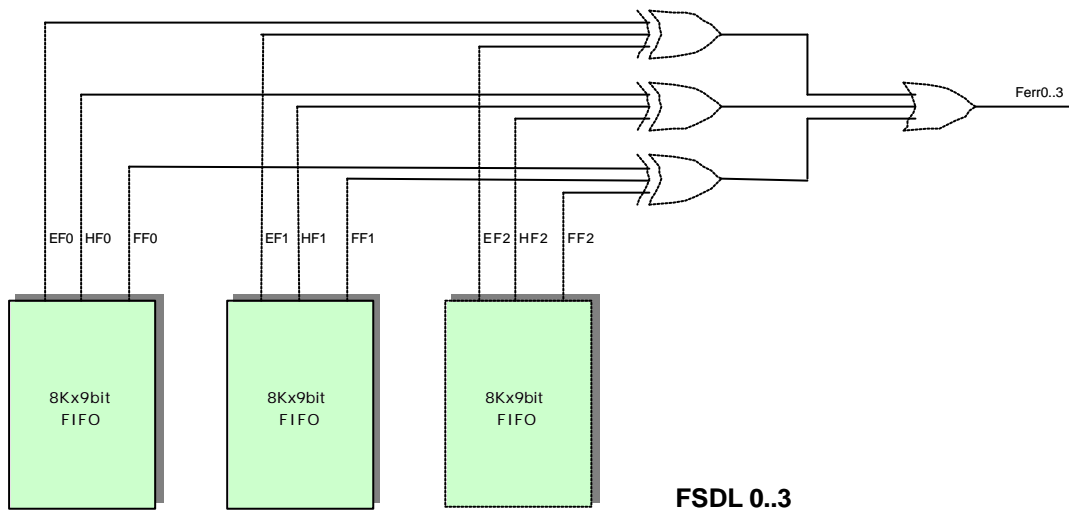 Ferr0..3
EF0 HF0 FF0 EF1 HF1 FF1 EF2 HF2 FF2
8Kx9bit
FIFO
8Kx9bit
FIFO
8Kx9bit
FIFO
FSDL 0..3